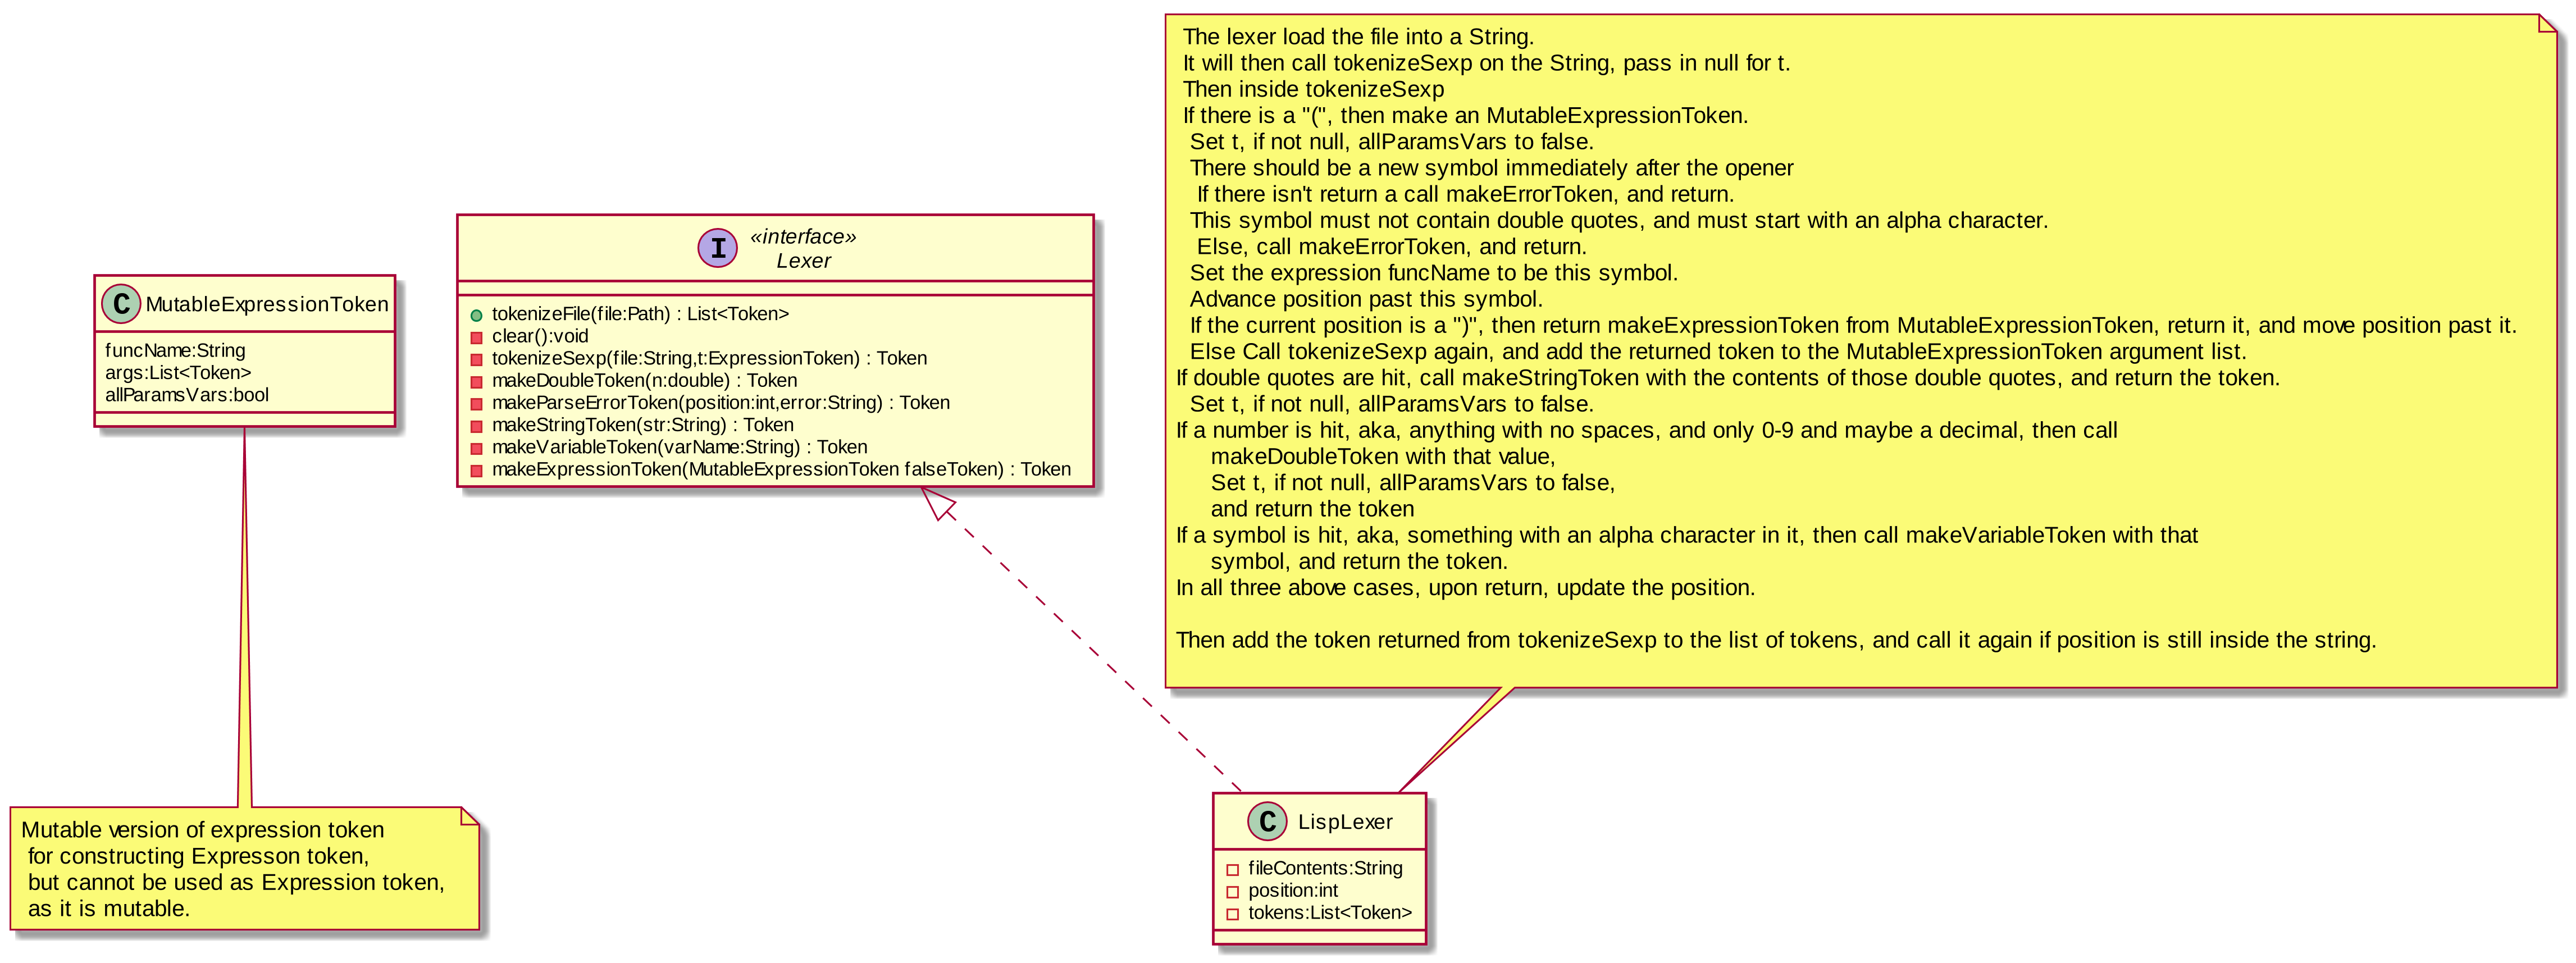 The lexer load the file into a String.
It will then call tokenizeSexp on the String, pass in null for t.
Then inside tokenizeSexp
If there is a "(", then make an MutableExpressionToken.
Set t, if not null, allParamsVars to false.
There should be a new symbol immediately after the opener
If there isn't return a call makeErrorToken, and return.
This symbol must not contain double quotes, and must start with an alpha character.
Else, call makeErrorToken, and return.
Set the expression funcName to be this symbol.
Advance position past this symbol.
If the current position is a ")", then return makeExpressionToken from MutableExpressionToken, return it, and move position past it.
Else Call tokenizeSexp again, and add the returned token to the MutableExpressionToken argument list.
If double quotes are hit, call makeStringToken with the contents of those double quotes, and return the token.
Set t, if not null, allParamsVars to false.
If a number is hit, aka, anything with no spaces, and only 0-9 and maybe a decimal, then call
makeDoubleToken with that value,
Set t, if not null, allParamsVars to false,
and return the token
If a symbol is hit, aka, something with an alpha character in it, then call makeVariableToken with that
symbol, and return the token.
In all three above cases, upon return, update the position.
Then add the token returned from tokenizeSexp to the list of tokens, and call it again if position is still inside the string.
I
«interface»
Lexer
tokenizeFile(file:Path) : List<Token>
clear():void
tokenizeSexp(file:String,t:ExpressionToken) : Token
makeDoubleToken(n:double) : Token
makeParseErrorToken(position:int,error:String) : Token
makeStringToken(str:String) : Token
makeVariableToken(varName:String) : Token
makeExpressionToken(MutableExpressionToken falseToken) : Token
C MutableExpressionToken
funcName:String
args:List<Token>
allParamsVars:bool
Mutable version of expression token
for constructing Expresson token,
but cannot be used as Expression token,
as it is mutable.
C LispLexer
fileContents:String
position:int
tokens:List<Token>